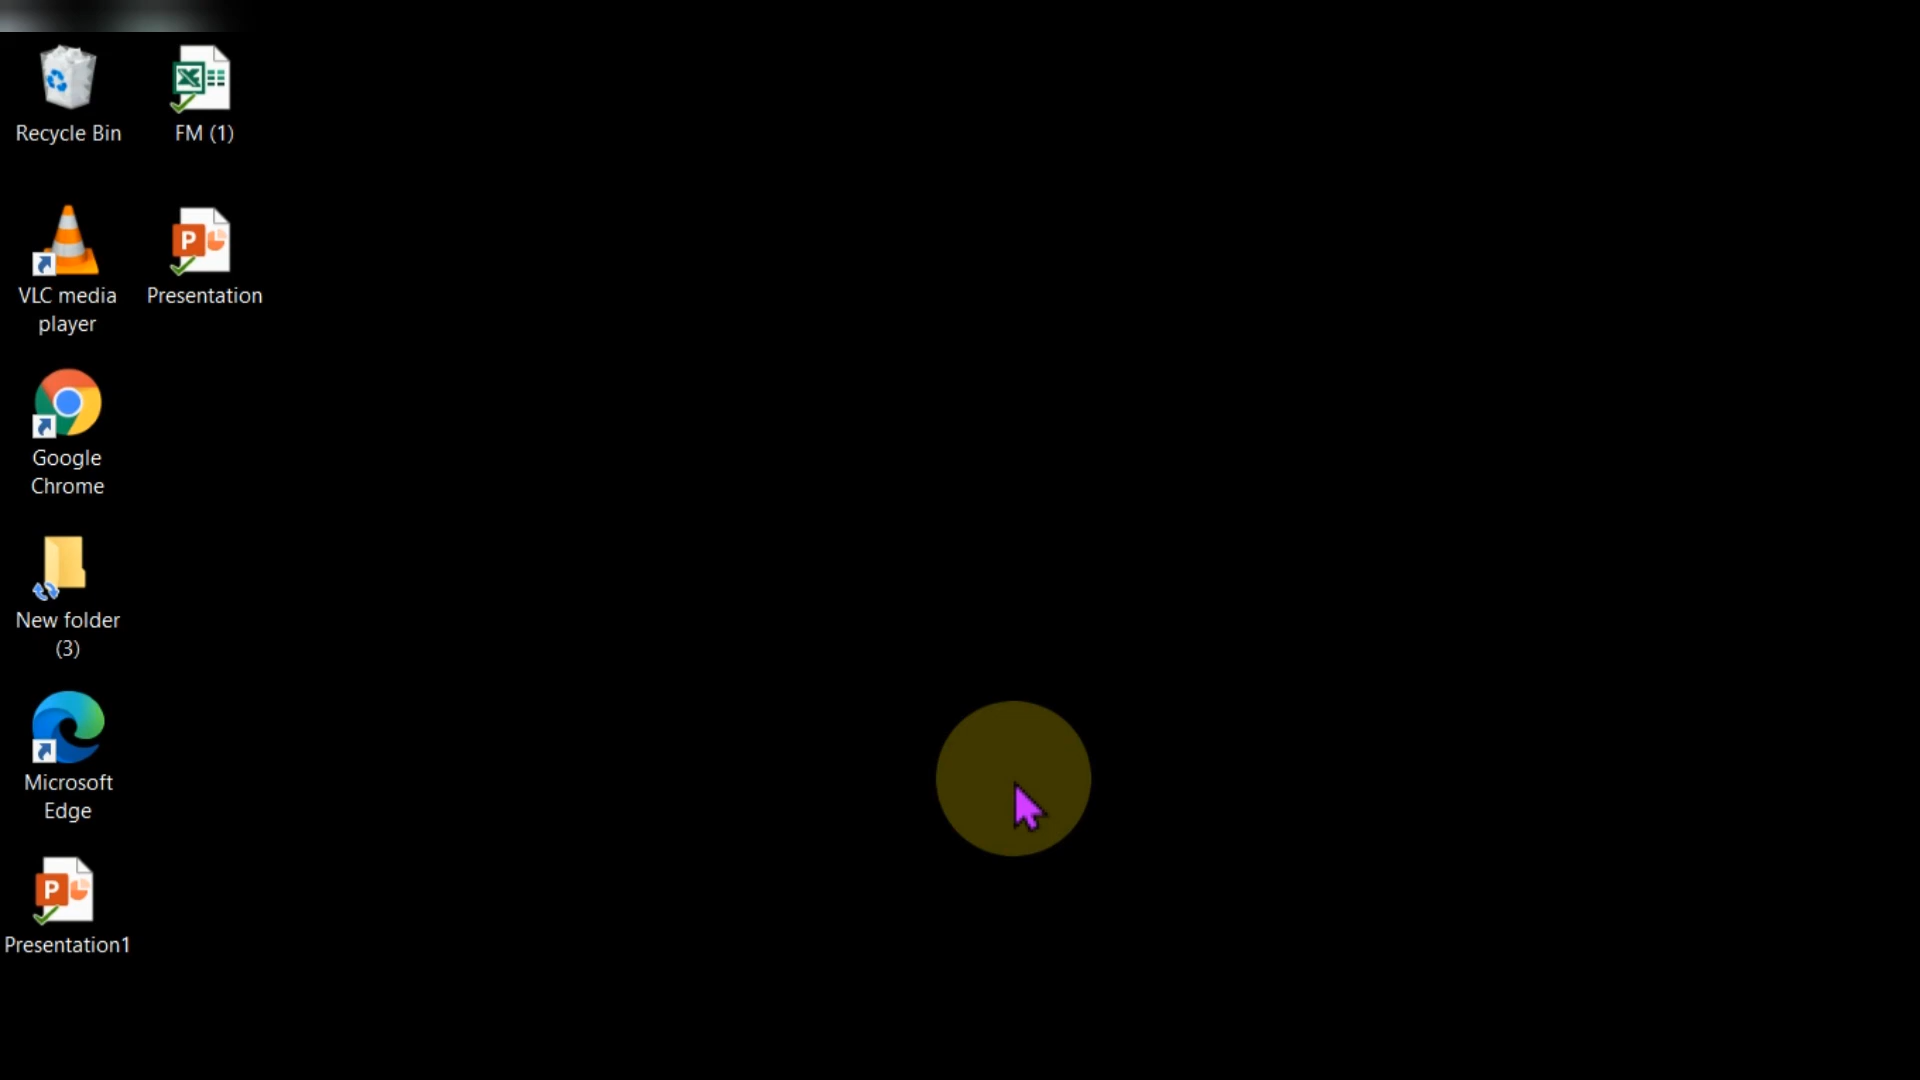 Recycle Bin
FM (1)
VLC media
player
Presentation
Google
Chrome
New folder
(3)
Microsoft
Edge
Presentation1